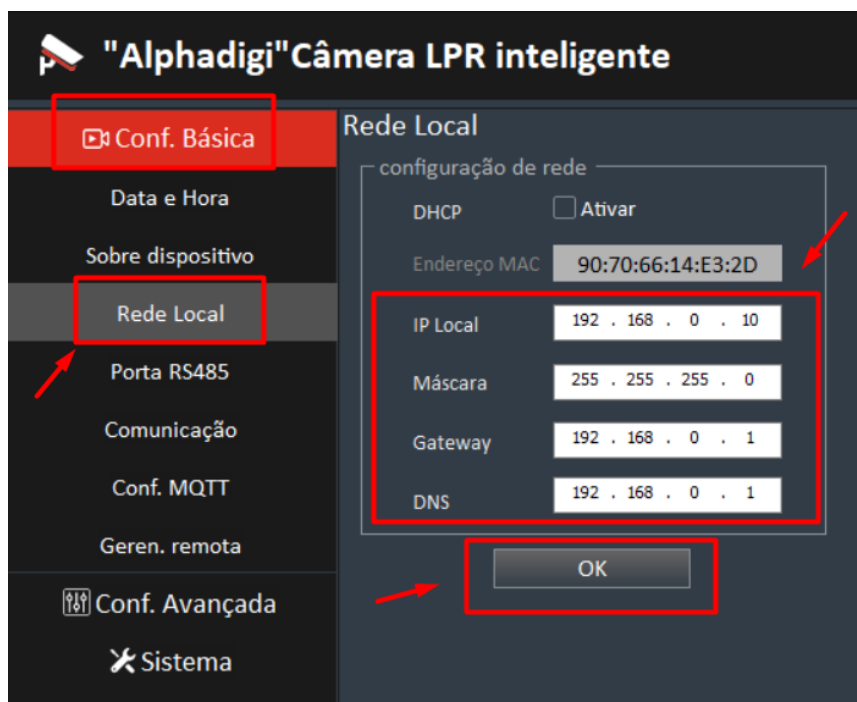 "Alphadigi"Câmera LPR inteligente
Conf. Básica
Data e Hora
Sobre dispositivo
Rede Local
Porta RS485
Comunicação
Conf. MQTT
Geren. remota
Conf. Avançada
Sistema
Rede Local
configuração de rede
DHCP Ativar
Endereço MAC 90:70:66:14:E3:2D
IP Local 192 . 168 . 0 . 10
Máscara 255 . 255 . 255 . 0
Gateway 192 . 168 . 0 . 1
DNS 192 . 168 . 0 . 1
OK